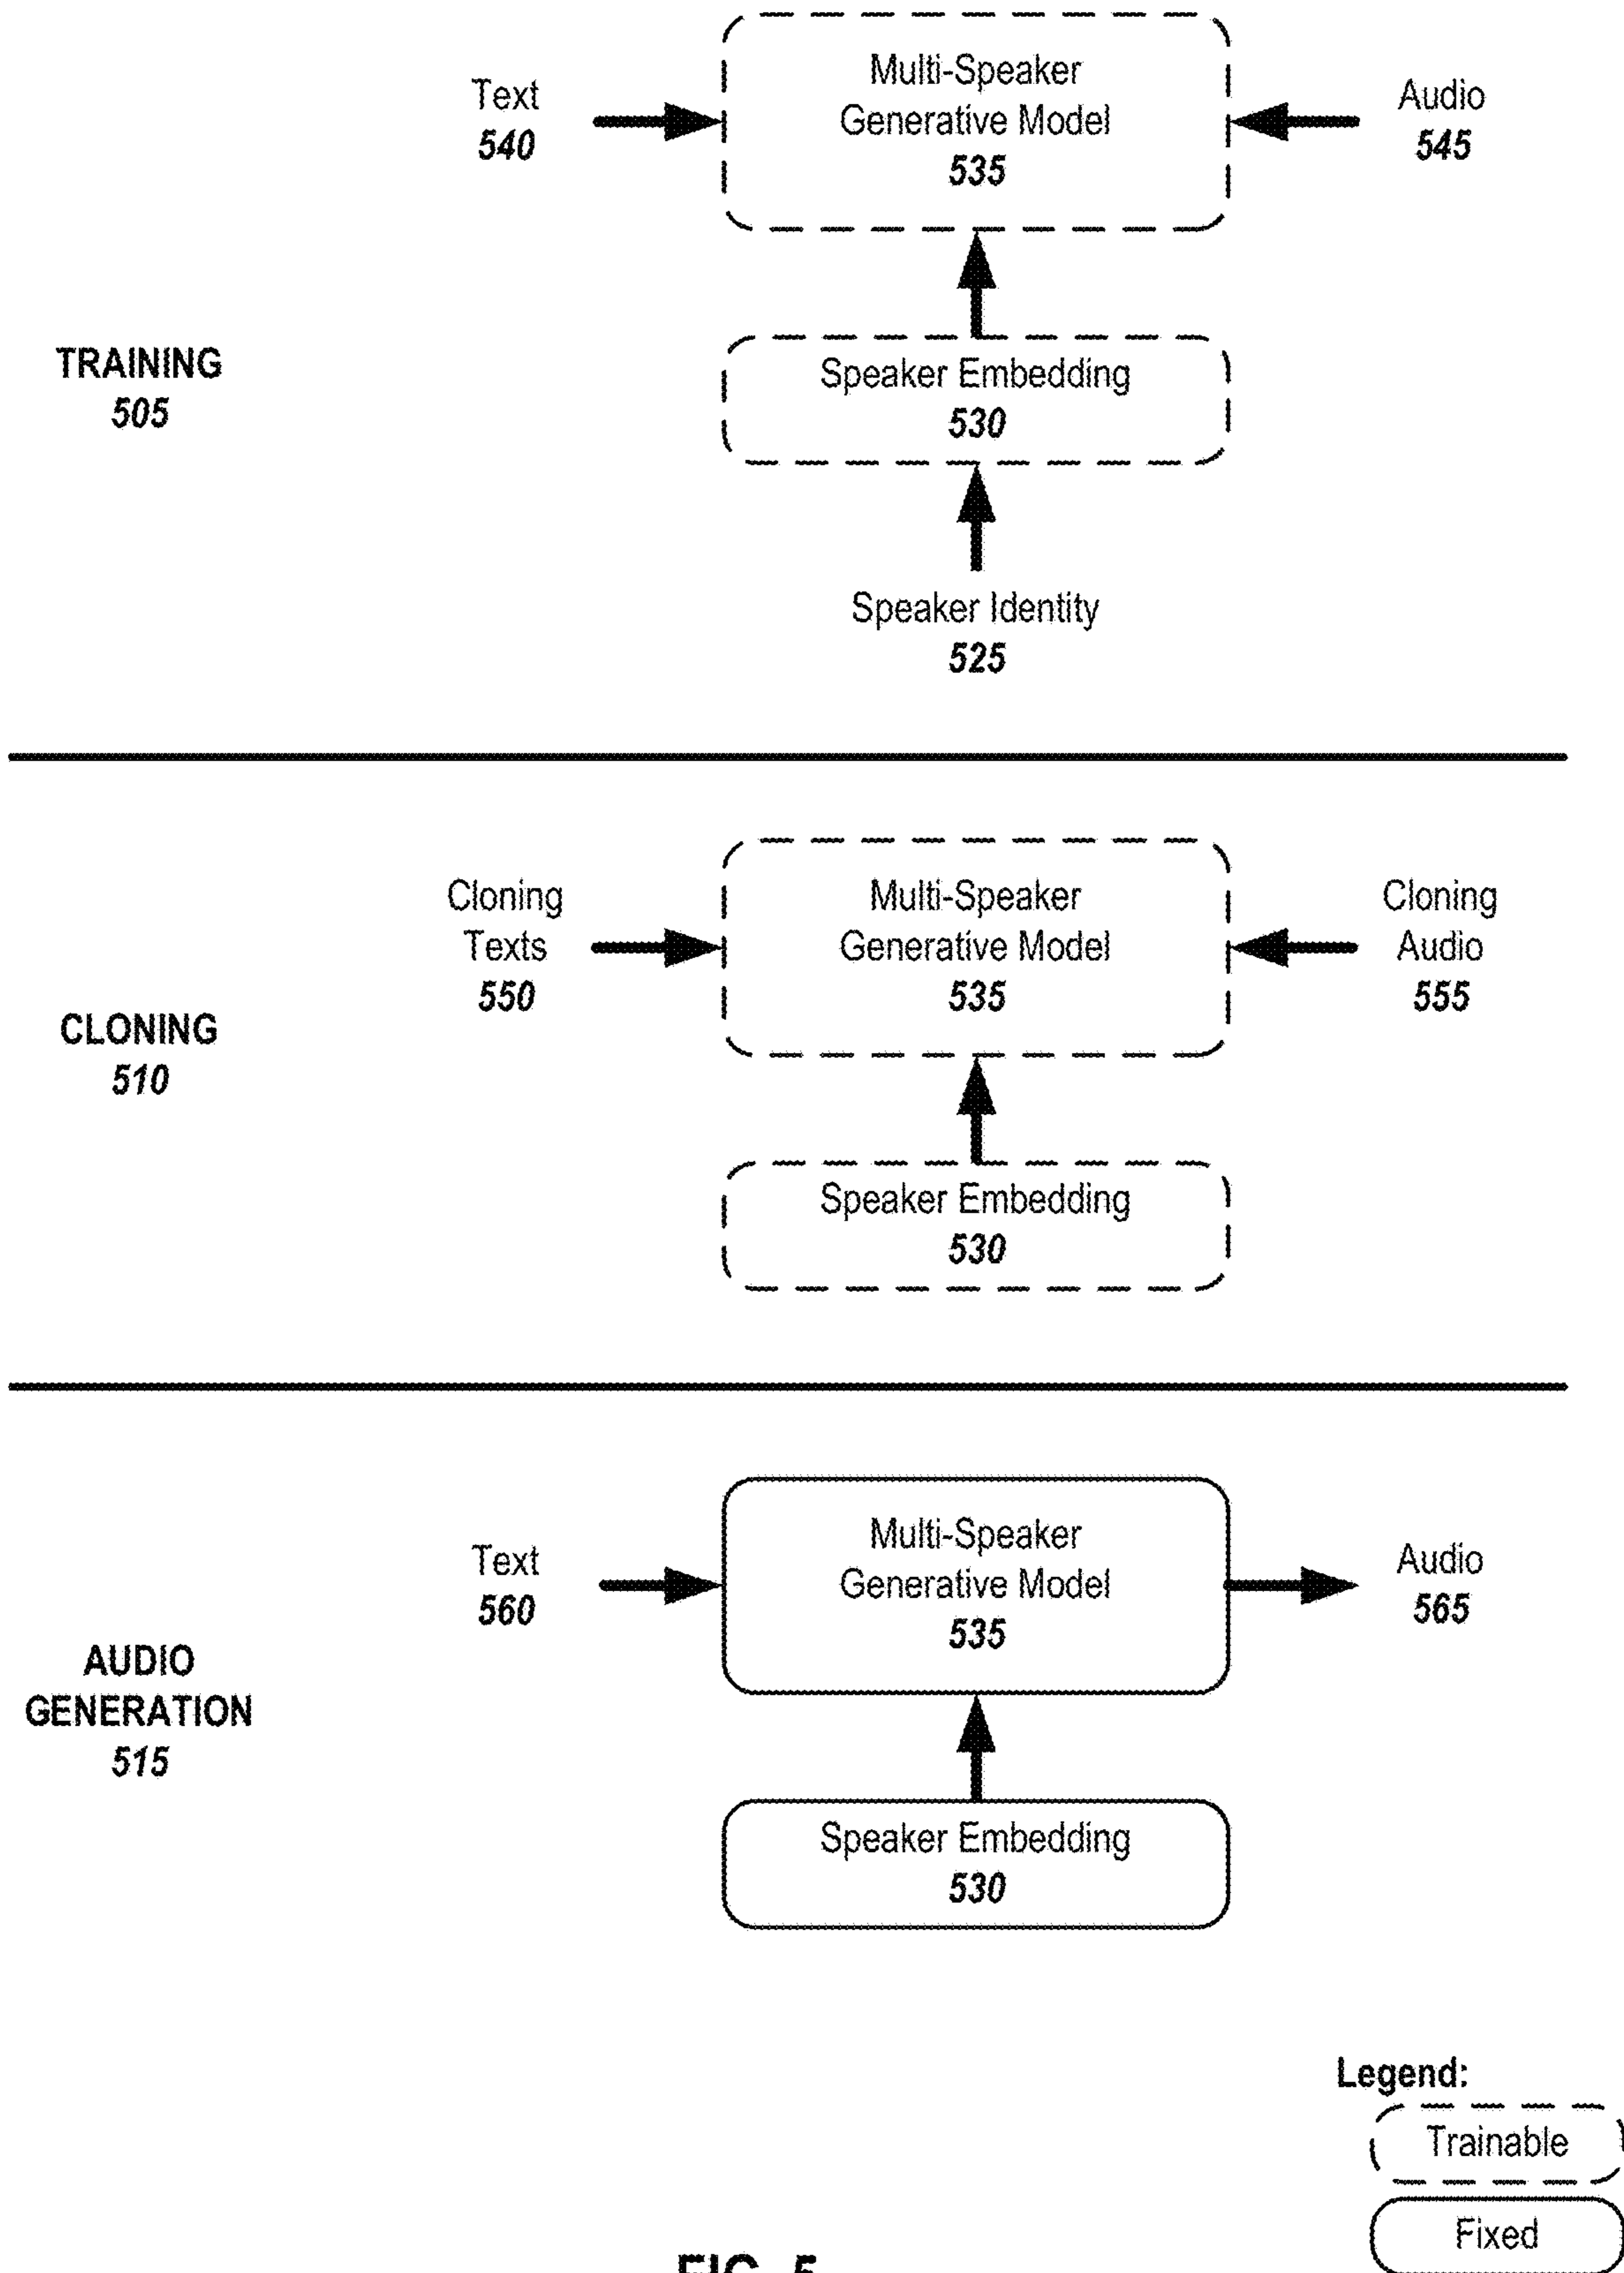 Text
540
Multi-Speaker
Generative Model
535
Audio
545
TRAINING
505
Speaker Embedding
530
Speaker Identity
525
Cloning
Texts
550
Multi-Speaker
Generative Model
535
Cloning
Audio
555
CLONING
510
Speaker Embedding
530
Text
560
Multi-Speaker
Generative Model
535
Audio
565
AUDIO
GENERATION
515
Speaker Embedding
530
Legend:
Trainable
Fixed
FIG. 5